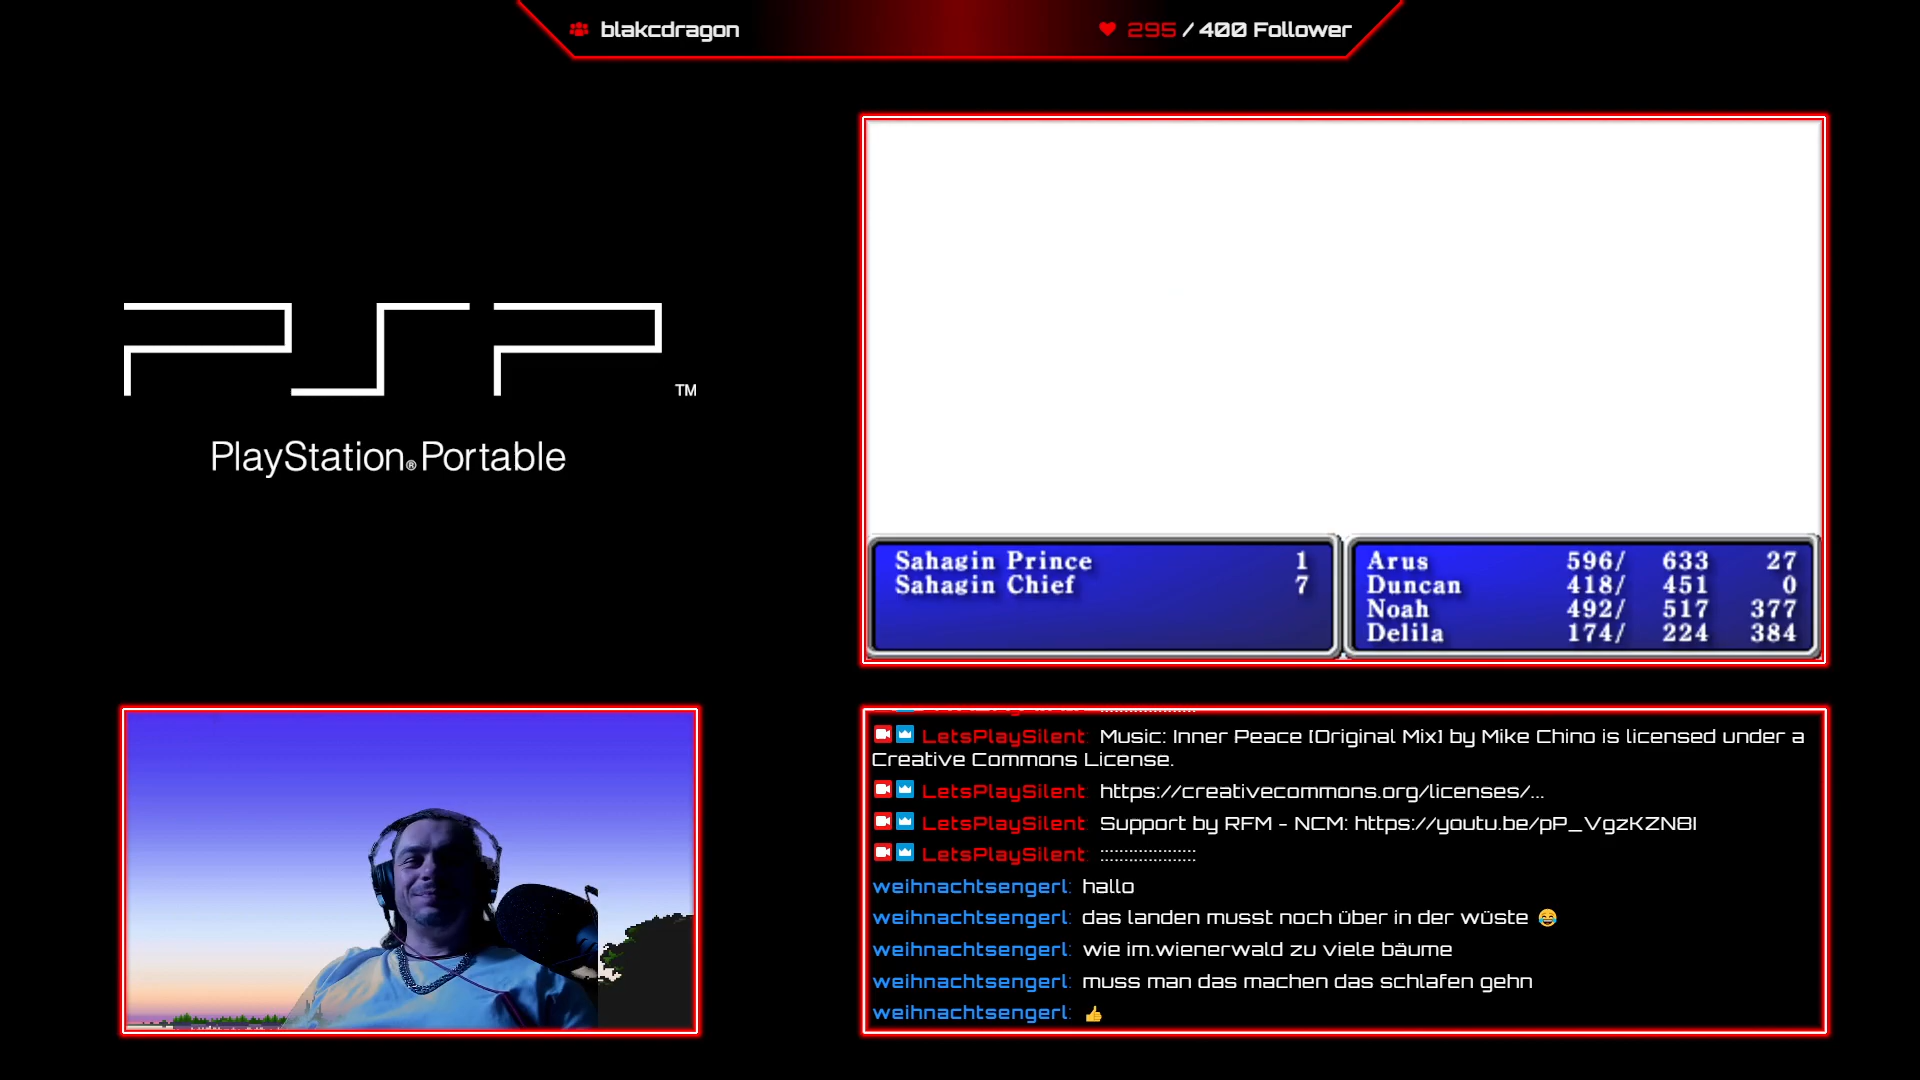 blakcdragon
295 / 400 Follower
PSP
TM
PlayStation® Portable
Sahagin Prince 1
Sahagin Chief 7
Arus 596/ 633 27
Duncan 418/ 451 0
Noah 492/ 517 377
Delila 174/ 224 384
LetsPlaySilent: Music: Inner Peace [Original Mix] by Mike Chino is licensed under a
Creative Commons License.
LetsPlaySilent: https://creativecommons.org/licenses/...
LetsPlaySilent: Support by RFM - NCM: https://youtu.be/pP_VgzKZN8I
LetsPlaySilent: ::::::::::::::::::::
weihnachtsengerl: hallo
weihnachtsengerl: das landen musst noch über in der wüste 😂
weihnachtsengerl: wie im.wienerwald zu viele bäume
weihnachtsengerl: muss man das machen das schlafen gehn
weihnachtsengerl: 👍